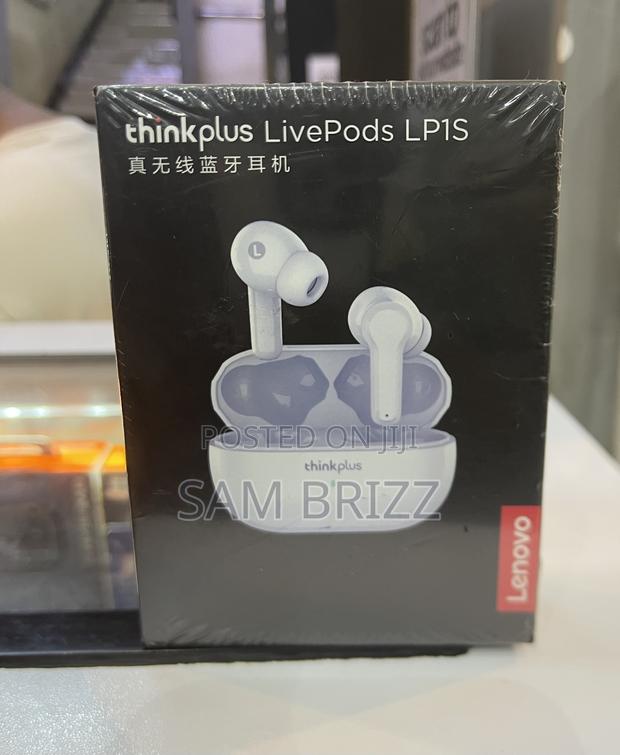 thinkplus LivePods LP1S
真无线蓝牙耳机
L
thinkplus
POSTED ON JIJI
SAM BRIZZ
Lenovo